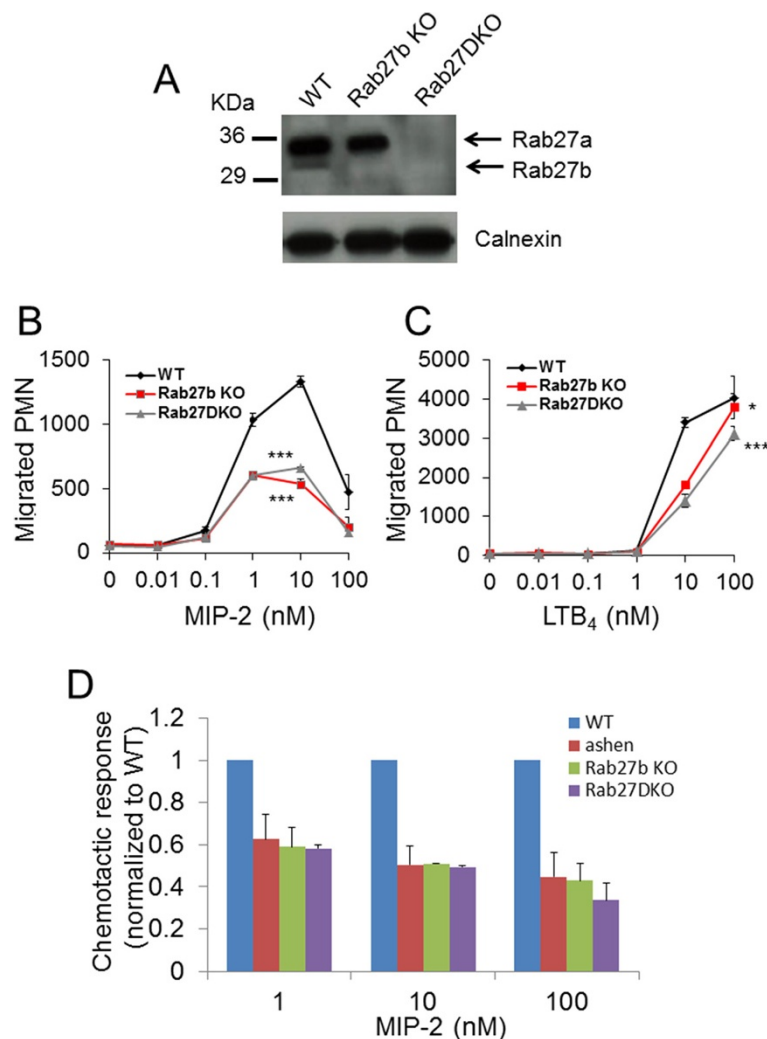 A
WT
Rab27b KO
Rab27DKO
KDa
36
29
Rab27a
Rab27b
Calnexin
B
Migrated PMN
1500
1000
500
0
WT
Rab27b KO
Rab27DKO
***
***
0 0.01 0.1 1 10 100
MIP-2 (nM)
C
Migrated PMN
5000
4000
3000
2000
1000
0
WT
Rab27b KO
Rab27DKO
*
***
0 0.01 0.1 1 10 100
LTB4 (nM)
D
Chemotactic response
(normalized to WT)
1.2
1
0.8
0.6
0.4
0.2
0
WT
ashen
Rab27b KO
Rab27DKO
1 10 100
MIP-2 (nM)